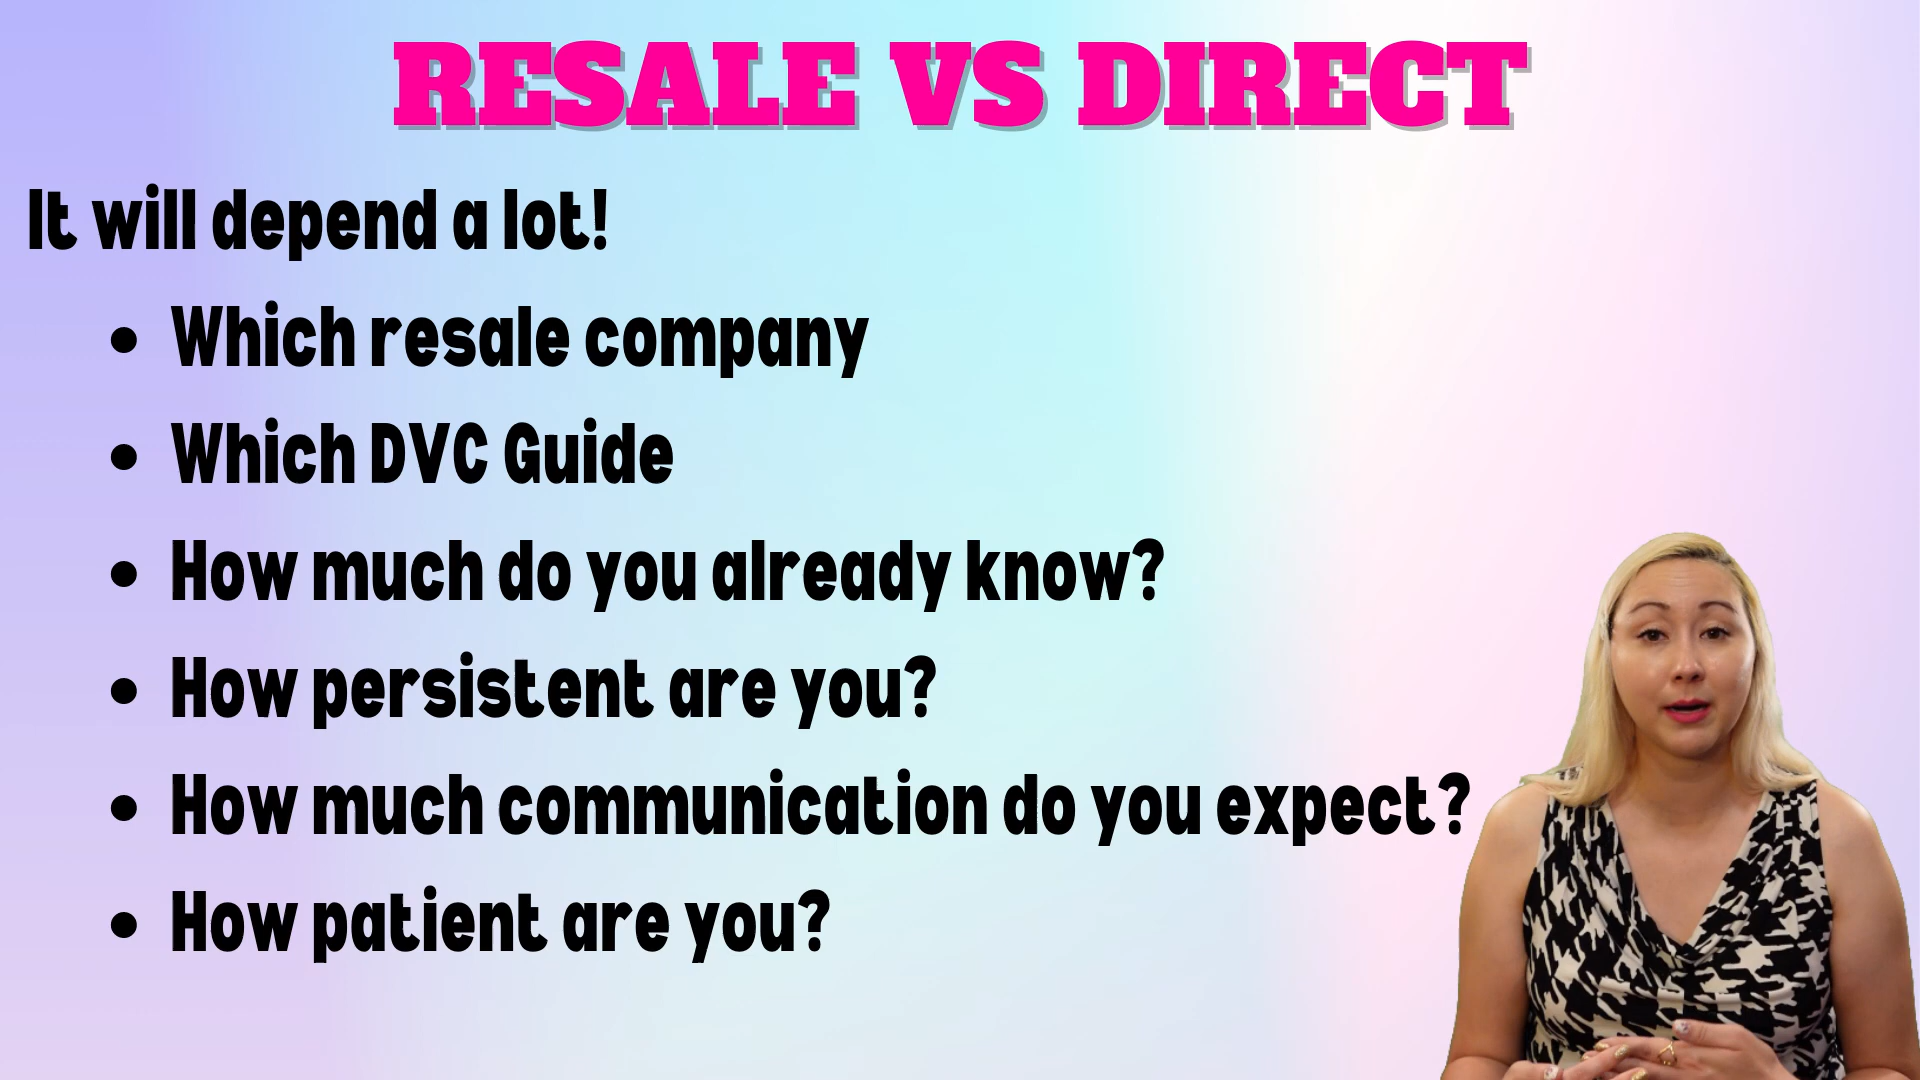 RESALE VS DIRECT
It will depend a lot!
• Which resale company
• Which DVC Guide
• How much do you already know?
• How persistent are you?
• How much communication do you expect?
• How patient are you?